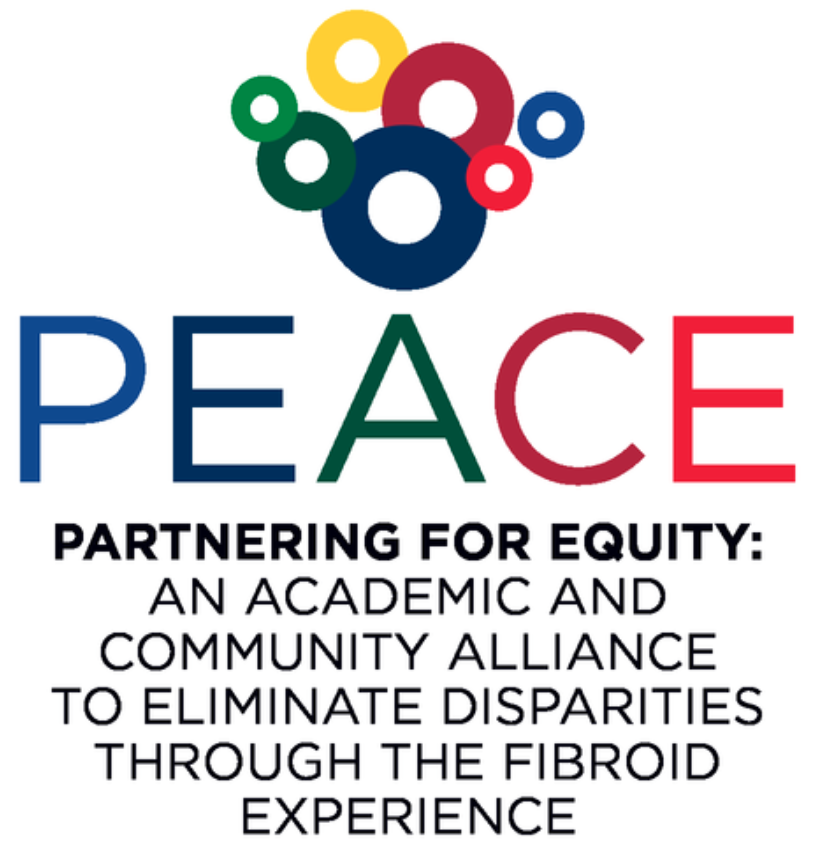 PEACE
PARTNERING FOR EQUITY:
AN ACADEMIC AND
COMMUNITY ALLIANCE
TO ELIMINATE DISPARITIES
THROUGH THE FIBROID
EXPERIENCE